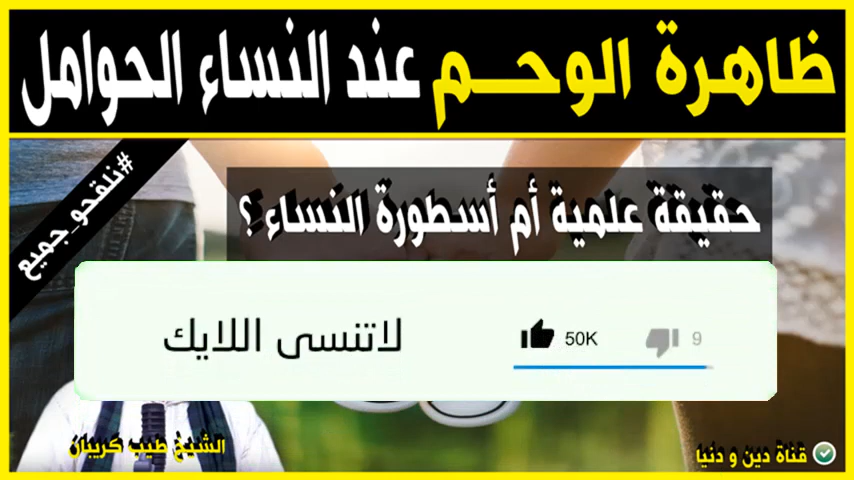 ظاهرة الوحم عند النساء الحوامل
#نلقحو_جميع
حقيقة علمية أم أسطورة النساء ؟
لاتنسى اللايك
50K
9
الشيخ طيب كريبان
قناة دين و دنيا